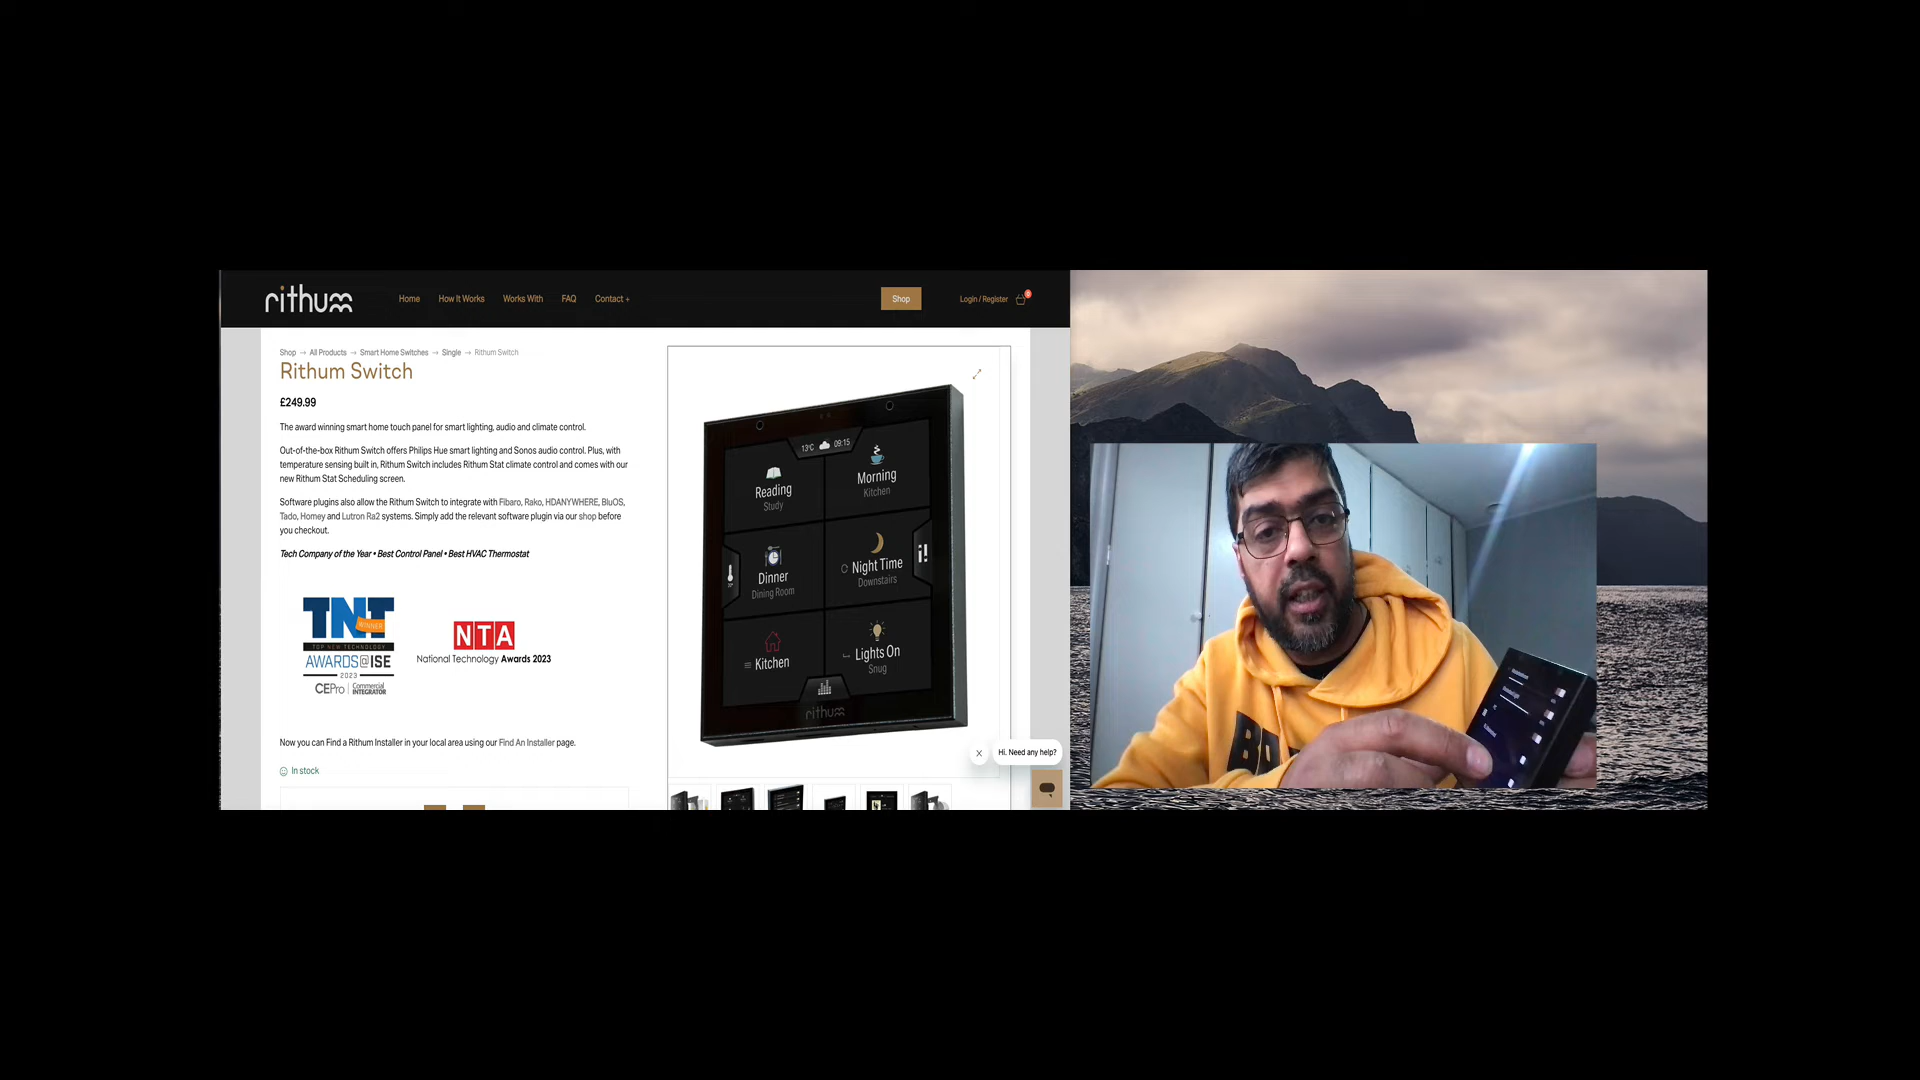 rithum
Home How It Works Works With FAQ Contact +
Shop
Login / Register
0
Shop → All Products → Smart Home Switches → Single → Rithum Switch
Rithum Switch
£249.99
The award winning smart home touch panel for smart lighting, audio and climate control.
Out-of-the-box Rithum Switch offers Philips Hue smart lighting and Sonos audio control. Plus, with
temperature sensing built in, Rithum Switch includes Rithum Stat climate control and comes with our
new Rithum Stat Scheduling screen.
Software plugins also allow the Rithum Switch to integrate with Fibaro, Rako, HDANYWHERE, BluOS,
Tado, Homey and Lutron Ra2 systems. Simply add the relevant software plugin via our shop before
you checkout.
Tech Company of the Year • Best Control Panel • Best HVAC Thermostat
TNT
WINNER
TOP NEW TECHNOLOGY
AWARDS@ISE
2023
CEPro | Commercial
INTEGRATOR
NTA
National Technology Awards 2023
Now you can Find a Rithum Installer in your local area using our Find An Installer page.
In stock
13°C 09:15
Reading
Study
Morning
Kitchen
Dinner
Dining Room
Night Time
Downstairs
Kitchen
Lights On
Snug
rithum
X
Hi. Need any help?